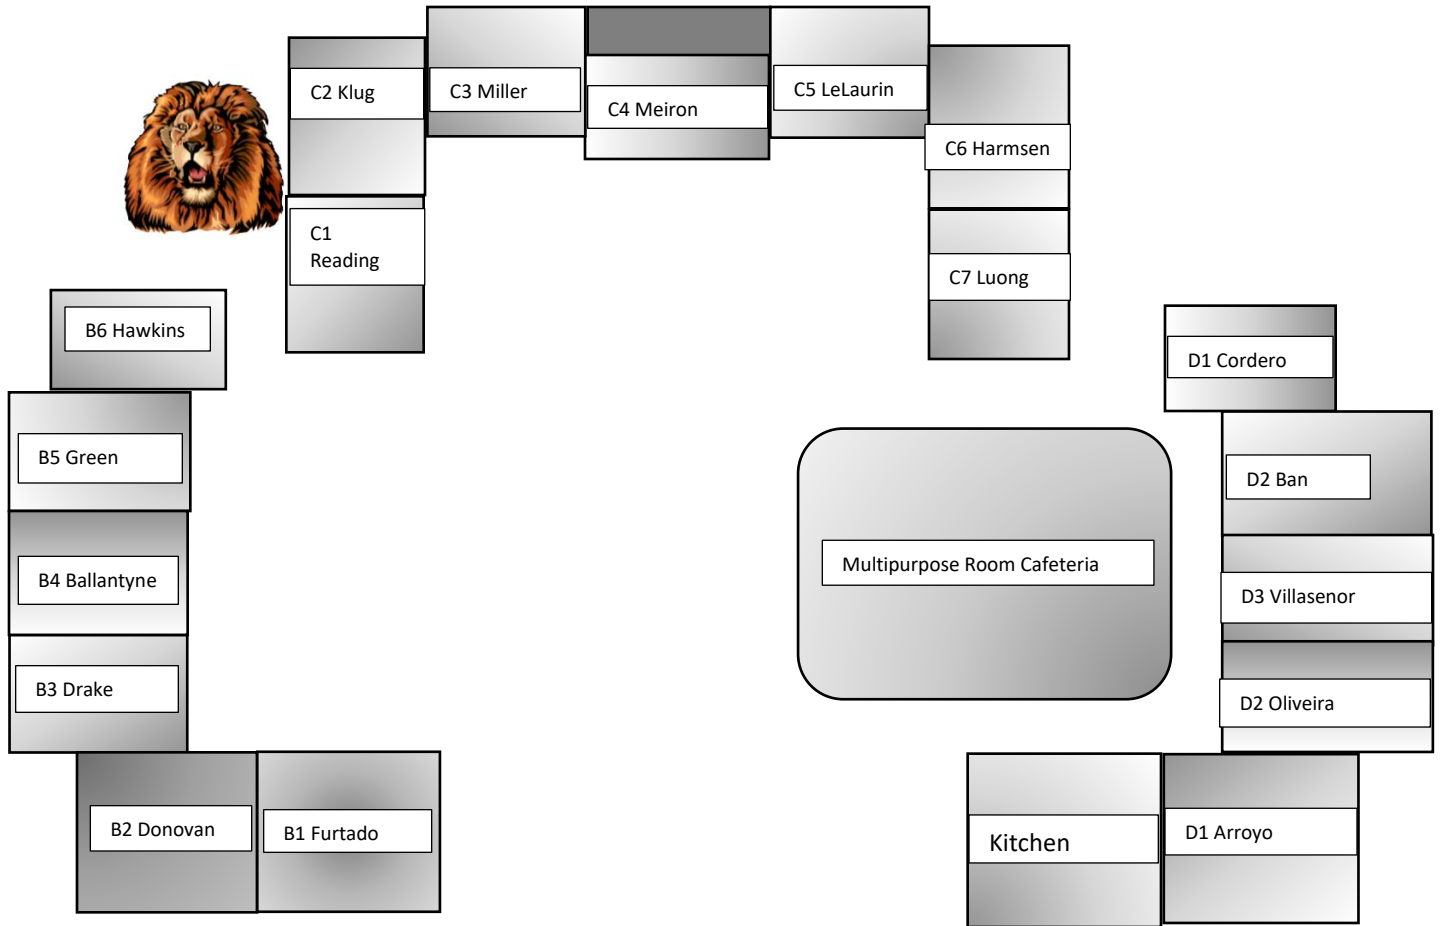 C2 Klug
C3 Miller
C4 Meiron
C5 LeLaurin
C6 Harmsen
C1
Reading
C7 Luong
B6 Hawkins
D1 Cordero
B5 Green
D2 Ban
Multipurpose Room Cafeteria
B4 Ballantyne
D3 Villasenor
B3 Drake
D2 Oliveira
B2 Donovan
B1 Furtado
Kitchen
D1 Arroyo